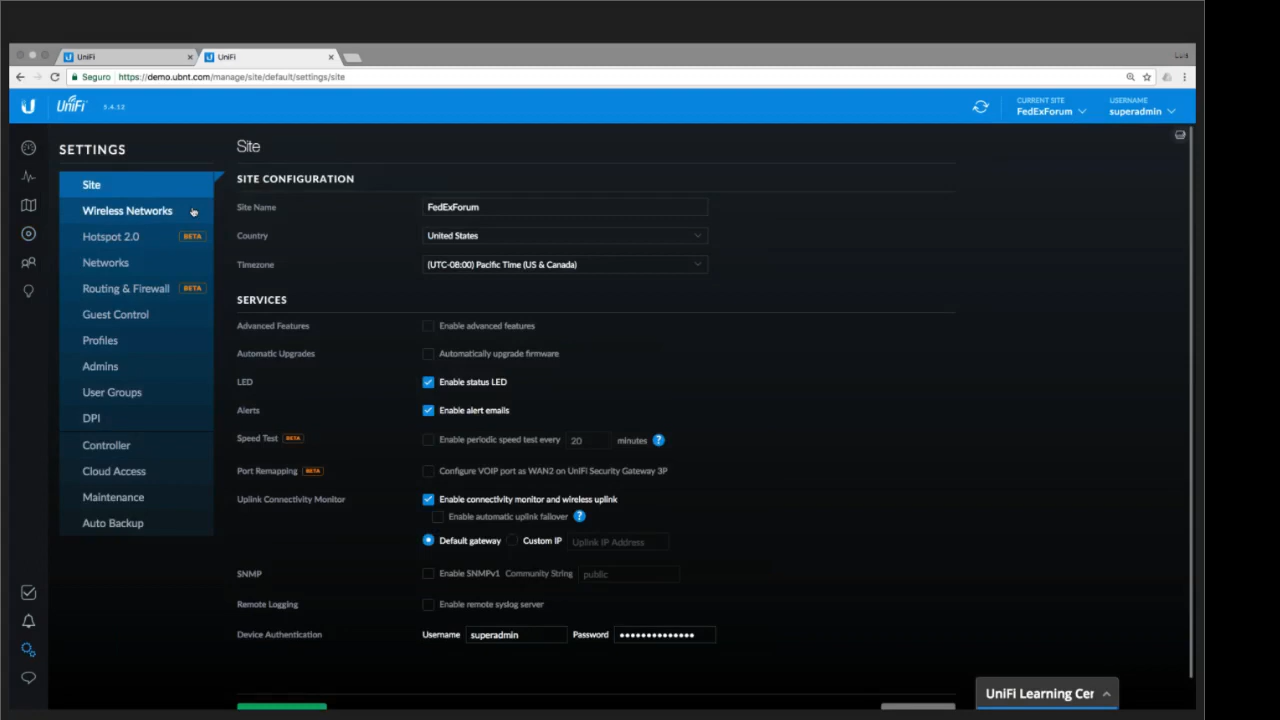 UniFi
UniFi
Seguro https://demo.ubnt.com/manage/site/default/settings/site
UniFi 5.4.12
CURRENT SITE
FedExForum
USERNAME
superadmin
SETTINGS
Site
Wireless Networks
Hotspot 2.0 BETA
Networks
Routing & Firewall BETA
Guest Control
Profiles
Admins
User Groups
DPI
Controller
Cloud Access
Maintenance
Auto Backup
Site
SITE CONFIGURATION
Site Name FedExForum
Country United States
Timezone (UTC-08:00) Pacific Time (US & Canada)
SERVICES
Advanced Features Enable advanced features
Automatic Upgrades Automatically upgrade firmware
LED Enable status LED
Alerts Enable alert emails
Speed Test BETA Enable periodic speed test every 20 minutes ?
Port Remapping BETA Configure VOIP port as WAN2 on UniFi Security Gateway 3P
Uplink Connectivity Monitor Enable connectivity monitor and wireless uplink
Enable automatic uplink failover ?
Default gateway Custom IP Uplink IP Address
SNMP Enable SNMPv1 Community String public
Remote Logging Enable remote syslog server
Device Authentication Username superadmin Password ••••••••••••••
UniFi Learning Cer